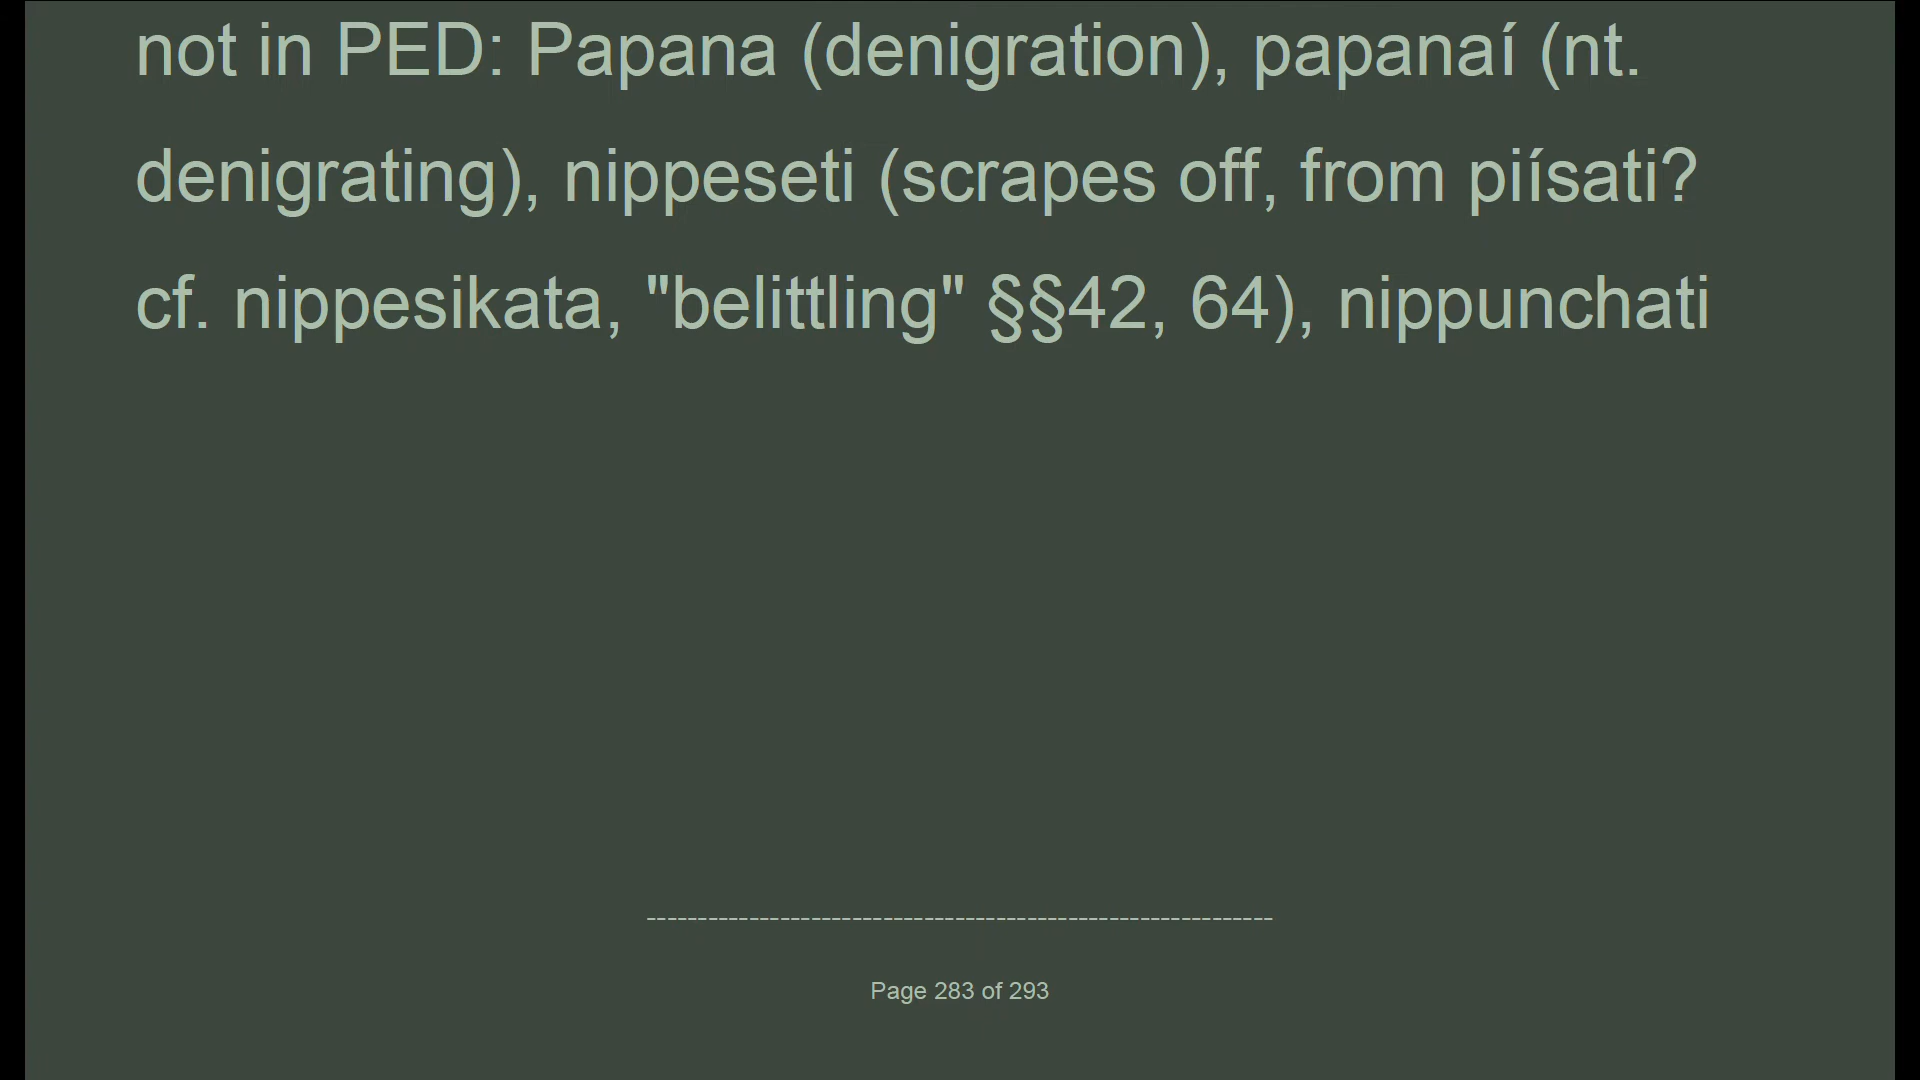 not in PED: Papana (denigration), papanaí (nt.
denigrating), nippeseti (scrapes off, from piísati?
cf. nippesikata, "belittling" §§42, 64), nippunchati
-------------------------------------------------------------
Page 283 of 293